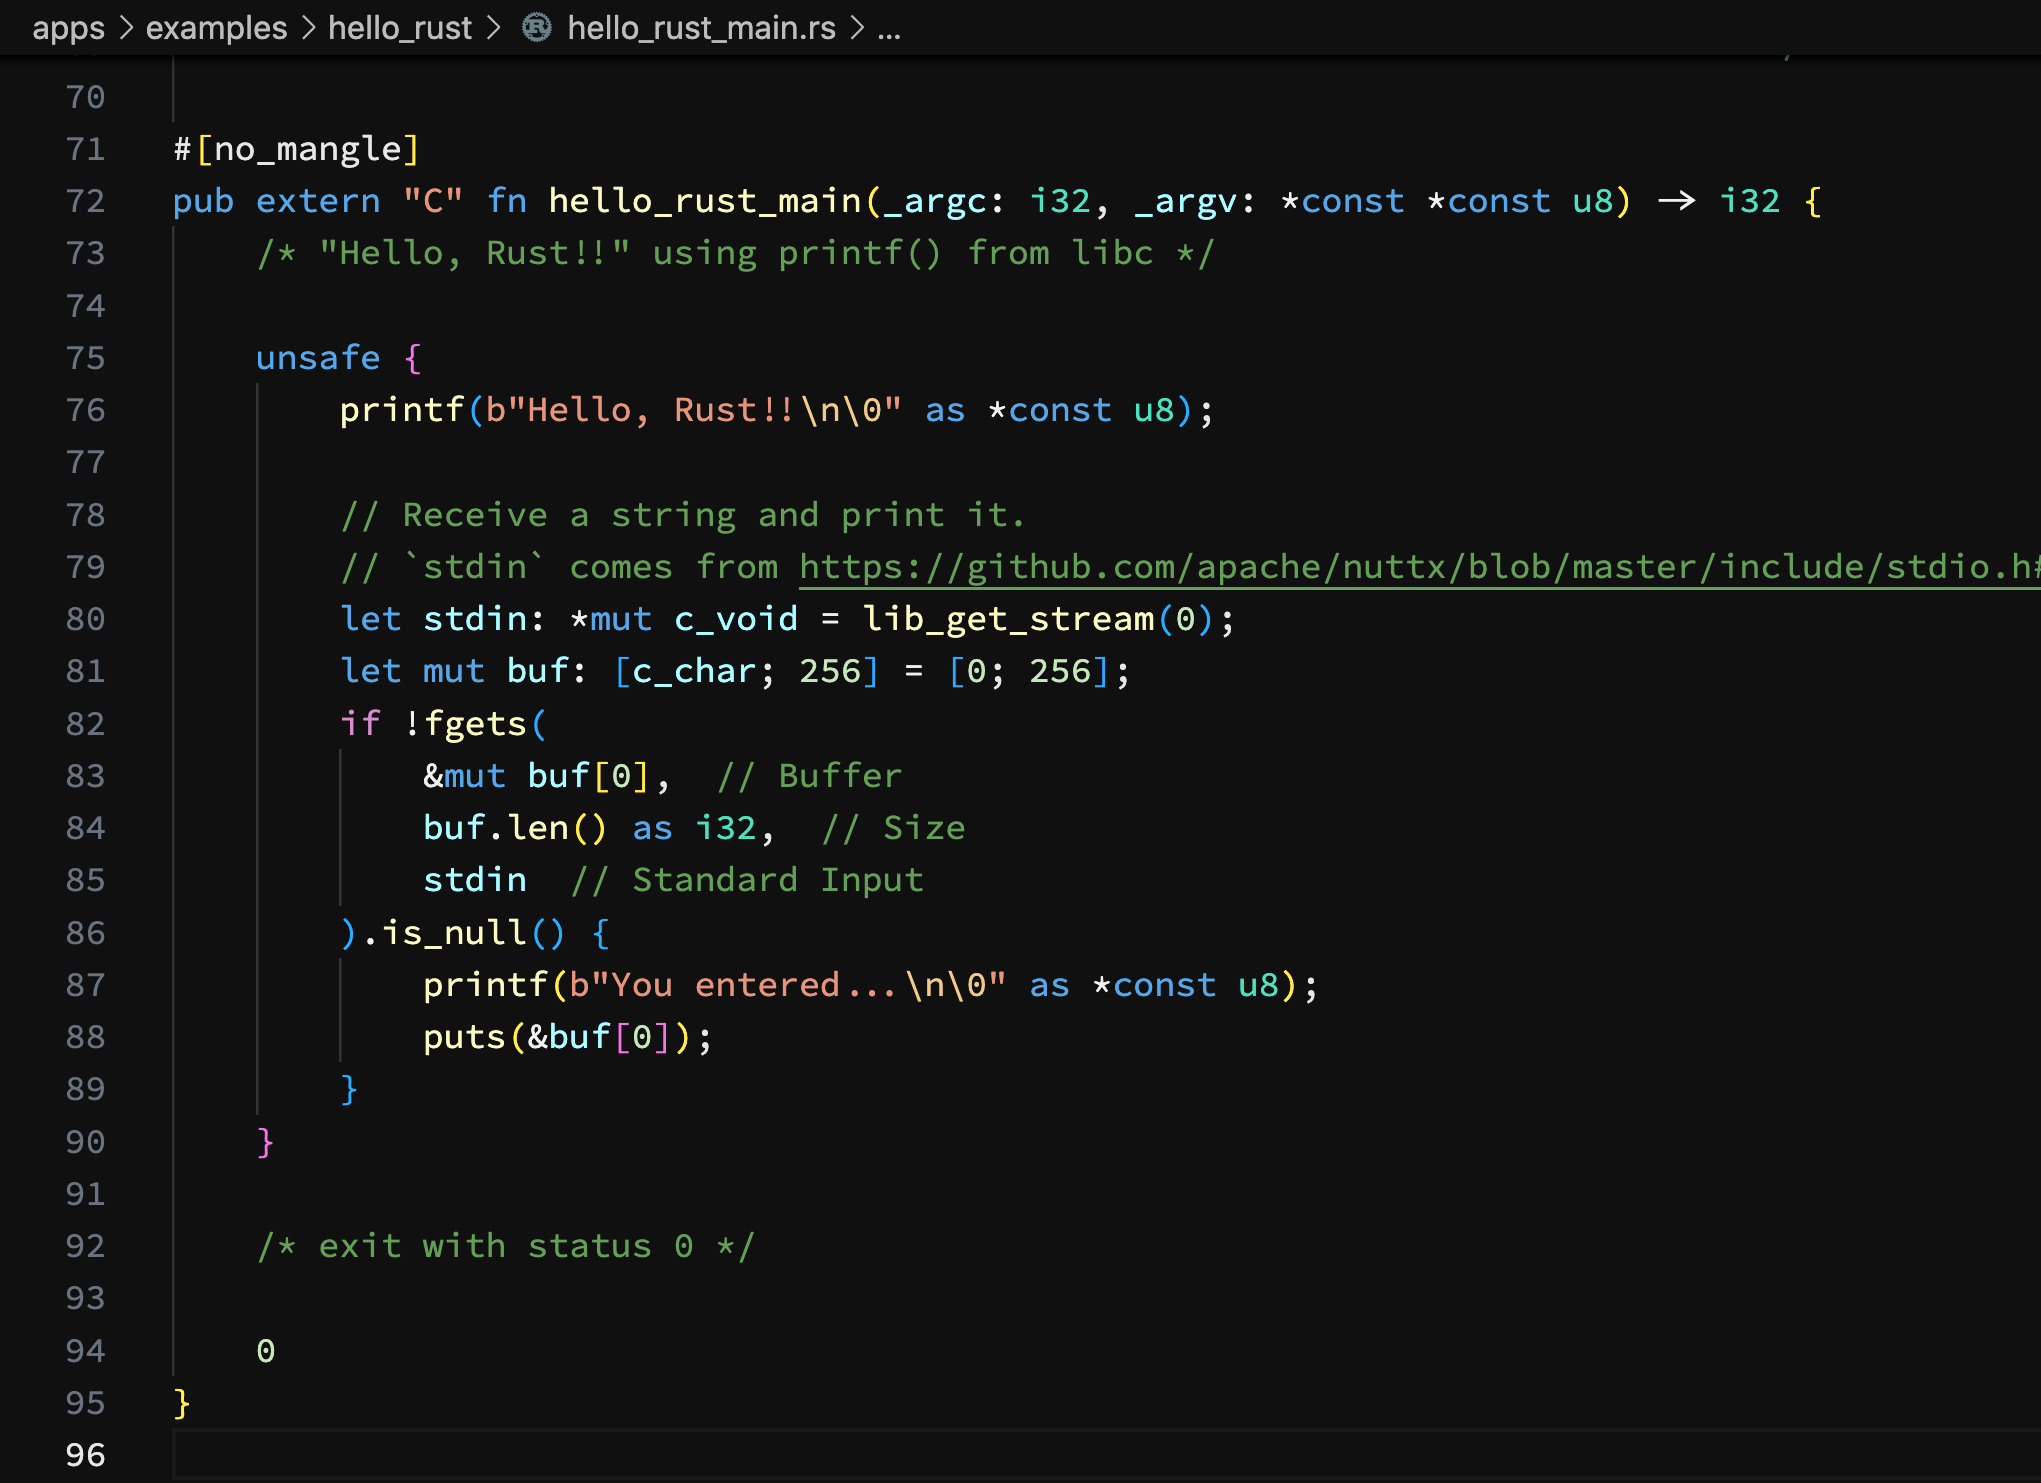 apps > examples > hello_rust > hello_rust_main.rs > ...
70
71 #[no_mangle]
72 pub extern "C" fn hello_rust_main(_argc: i32, _argv: *const *const u8) -> i32 {
73     /* "Hello, Rust!!" using printf() from libc */
74
75     unsafe {
76         printf(b"Hello, Rust!!\n\0" as *const u8);
77
78         // Receive a string and print it.
79         // `stdin` comes from https://github.com/apache/nuttx/blob/master/include/stdio.h#
80         let stdin: *mut c_void = lib_get_stream(0);
81         let mut buf: [c_char; 256] = [0; 256];
82         if !fgets(
83             &mut buf[0],  // Buffer
84             buf.len() as i32,  // Size
85             stdin  // Standard Input
86         ).is_null() {
87             printf(b"You entered...\n\0" as *const u8);
88             puts(&buf[0]);
89         }
90     }
91
92     /* exit with status 0 */
93
94     0
95 }
96